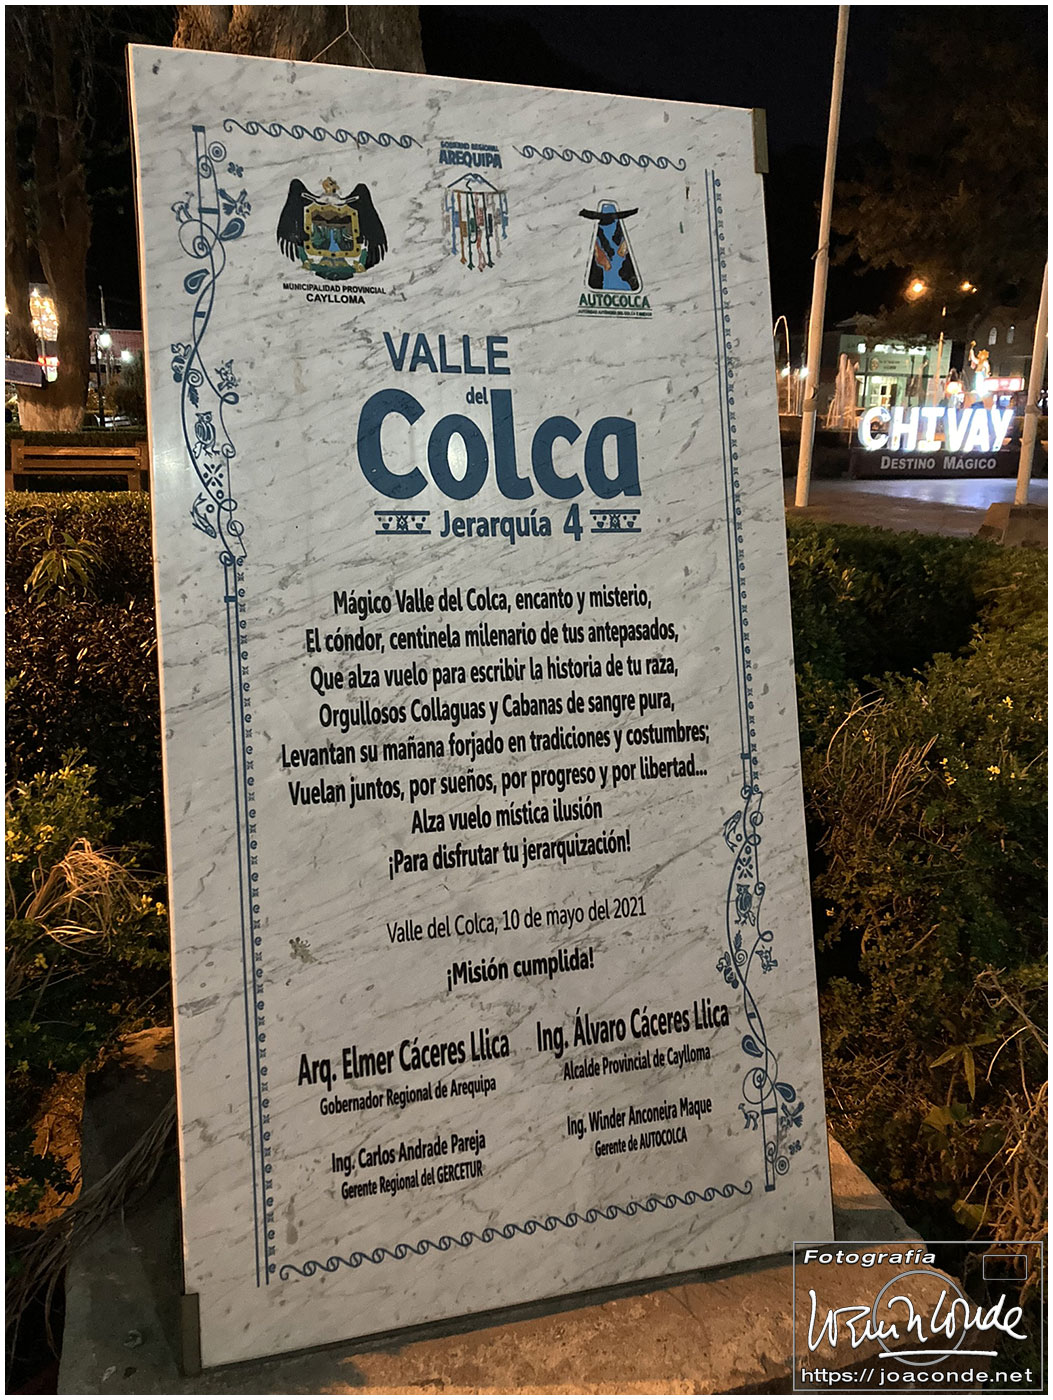 GOBIERNO REGIONAL
AREQUIPA
MUNICIPALIDAD PROVINCIAL
CAYLLOMA
AUTOCOLCA
VALLE
del
Colca
Jerarquía 4
Mágico Valle del Colca, encanto y misterio,
El cóndor, centinela milenario de tus antepasados,
Que alza vuelo para escribir la historia de tu raza,
Orgullosos Collaguas y Cabanas de sangre pura,
Levantan su mañana forjado en tradiciones y costumbres;
Vuelan juntos, por sueños, por progreso y por libertad...
Alza vuelo mística ilusión
¡Para disfrutar tu jerarquización!
Valle del Colca, 10 de mayo del 2021
¡Misión cumplida!
Arq. Elmer Cáceres Llica
Gobernador Regional de Arequipa
Ing. Álvaro Cáceres Llica
Alcalde Provincial de Caylloma
Ing. Carlos Andrade Pareja
Gerente Regional del GERCETUR
Ing. Winder Anconeira Maque
Gerente de AUTOCOLCA
CHIVAY
DESTINO MÁGICO
Fotografía
https://joaconde.net